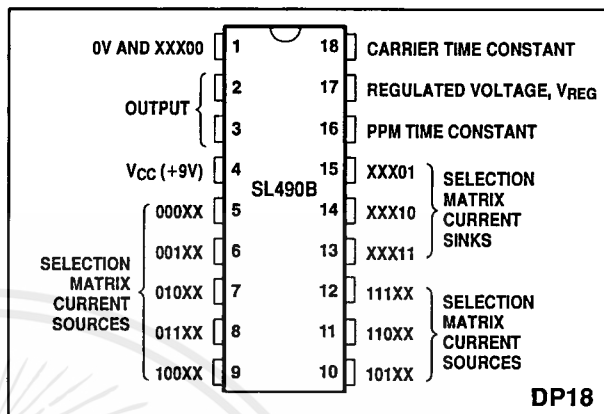 0V AND XXX00 1 18 CARRIER TIME CONSTANT
2 17 REGULATED VOLTAGE, VREG
OUTPUT
3 16 PPM TIME CONSTANT
VCC (+9V) 4 15 XXX01
SL490B
000XX 5 14 XXX10
SELECTION
MATRIX
CURRENT
SINKS
001XX 6 13 XXX11
010XX 7 12 111XX
SELECTION
MATRIX
CURRENT
SOURCES
011XX 8 11 110XX
SELECTION
MATRIX
CURRENT
SOURCES
100XX 9 10 101XX
DP18